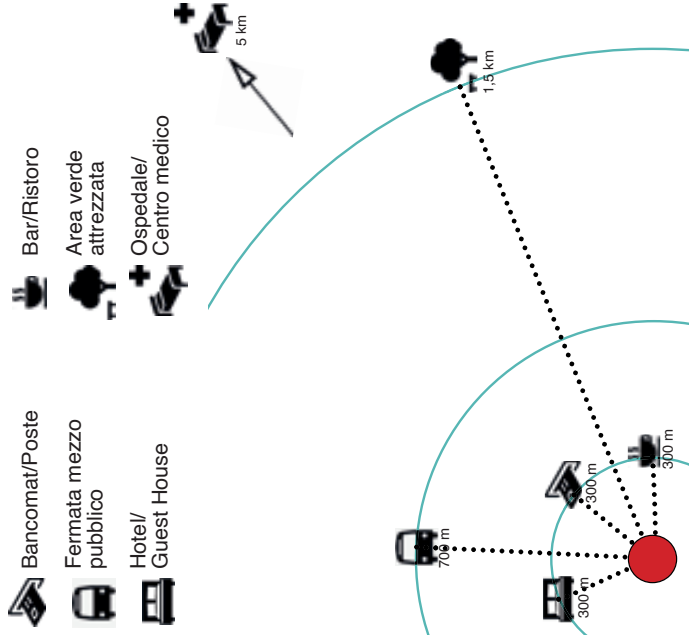 Bancomat/Poste
Fermata mezzo
pubblico
Hotel/
Guest House
Bar/Ristoro
Area verde
attrezzata
Ospedale/
Centro medico
5 km
1,5 km
700 m
300 m
300 m
300 m